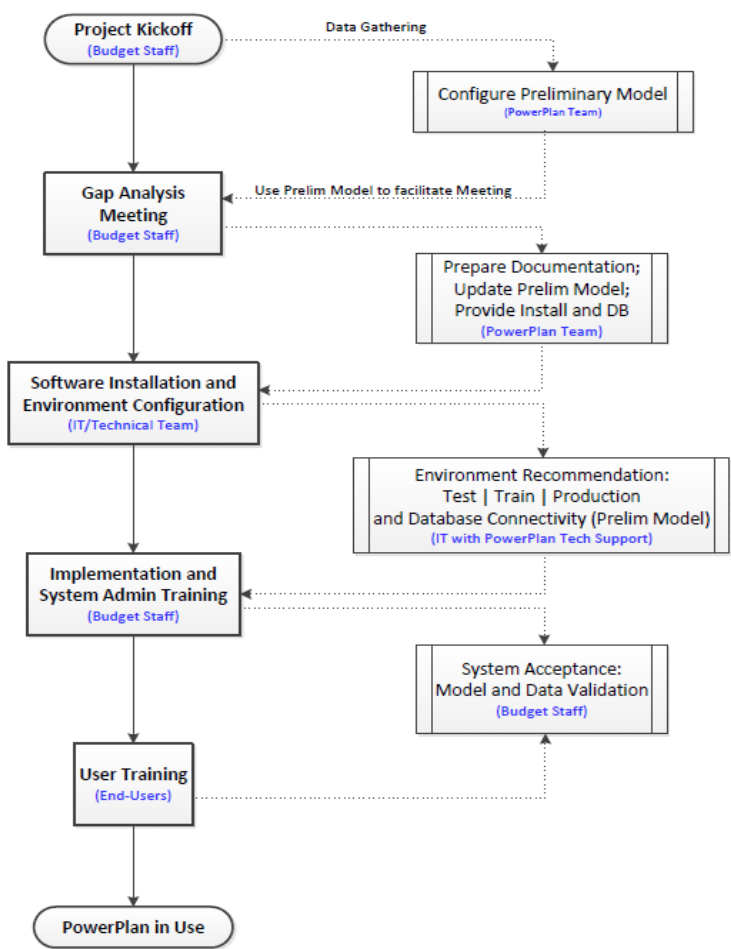 Project Kickoff
(Budget Staff)
Data Gathering
Configure Preliminary Model
(PowerPlan Team)
Gap Analysis
Meeting
(Budget Staff)
Use Prelim Model to facilitate Meeting
Prepare Documentation;
Update Prelim Model;
Provide Install and DB
(PowerPlan Team)
Software Installation and
Environment Configuration
(IT/Technical Team)
Environment Recommendation:
Test | Train | Production
and Database Connectivity (Prelim Model)
(IT with PowerPlan Tech Support)
Implementation and
System Admin Training
(Budget Staff)
System Acceptance:
Model and Data Validation
(Budget Staff)
User Training
(End-Users)
PowerPlan in Use